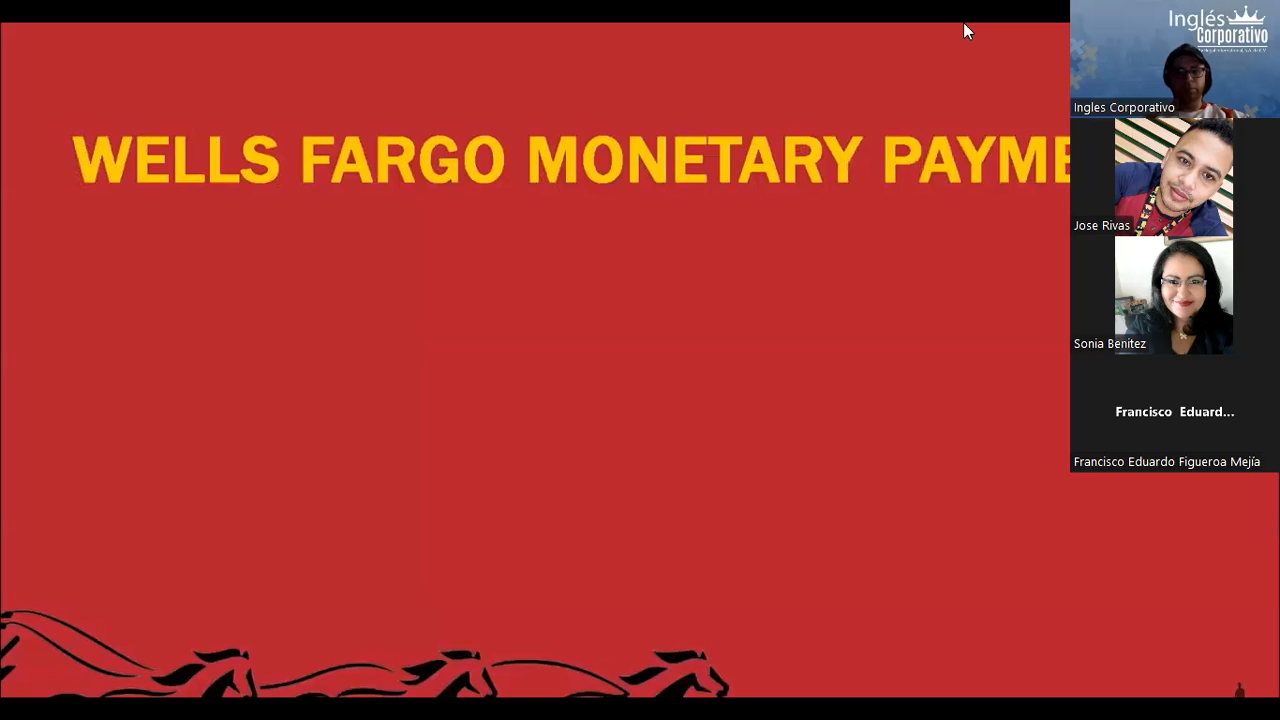 WELLS FARGO MONETARY PAYME
Inglés
Corporativo
Ingles Corporativo
Jose Rivas
Sonia Benitez
Francisco Eduard...
Francisco Eduardo Figueroa Mejía